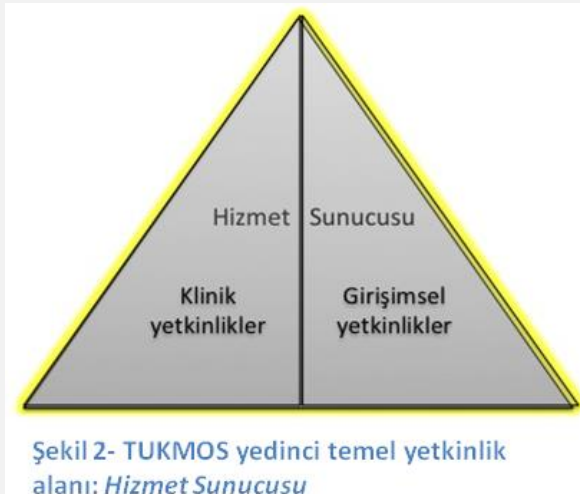 Hizmet Sunucusu
Klinik yetkinlikler
Girişimsel yetkinlikler
Şekil 2- TUKMOS yedinci temel yetkinlik
alanı: Hizmet Sunucusu